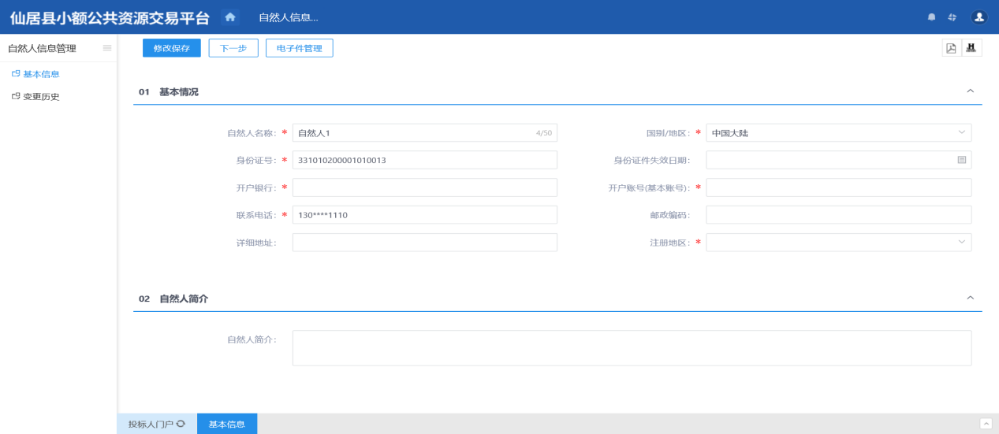 仙居县小额公共资源交易平台 自然人信息...
自然人信息管理
基本信息
变更历史
修改保存 下一步 电子件管理
01 基本情况
自然人名称: * 自然人1 4/50 国别/地区: * 中国大陆
身份证号: * 331010200001010013 身份证件失效日期:
开户银行: * 开户账号(基本账号): *
联系电话: * 130****1110 邮政编码:
详细地址: 注册地区: *
02 自然人简介
自然人简介:
投标人门户 基本信息